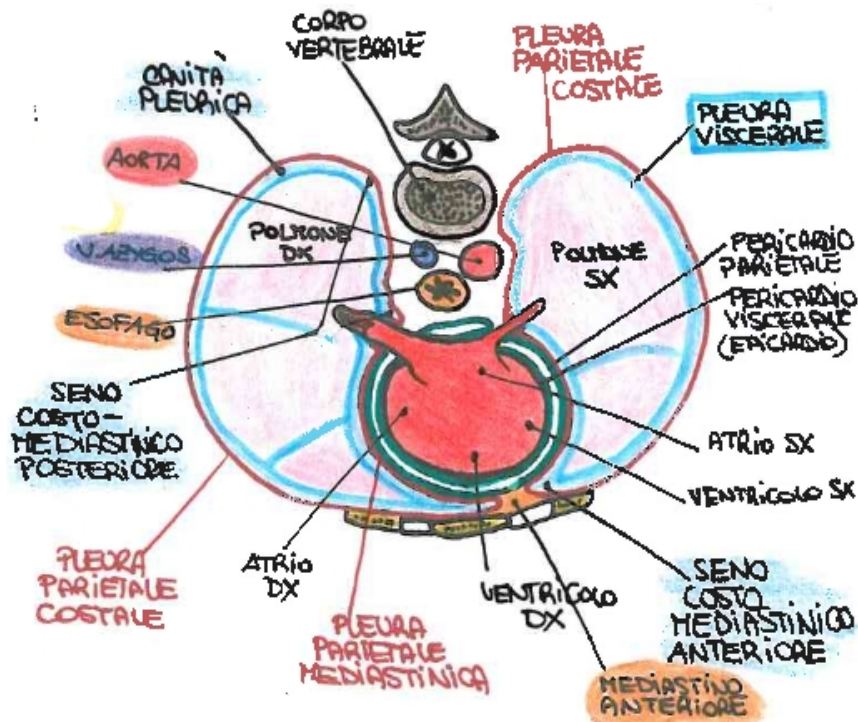 CORPO
VERTEBRALE
PLEURA
PARIETALE
COSTALE
CAVITÀ
PLEURICA
PLEURA
VISCERALE
AORTA
V.AZYGOS
ESOFAGO
POLMONE
DX
POLMONE
SX
PERICARDIO
PARIETALE
PERICARDIO
VISCERALE
(EPICARDIO)
SENO
COSTO-
MEDIASTINICO
POSTERIORE
ATRIO SX
VENTRICOLO SX
PLEURA
PARIETALE
COSTALE
ATRIO
DX
PLEURA
PARIETALE
MEDIASTINICA
VENTRICOLO
DX
SENO
COSTO
MEDIASTINICO
ANTERIORE
MEDIASTINO
ANTERIORE